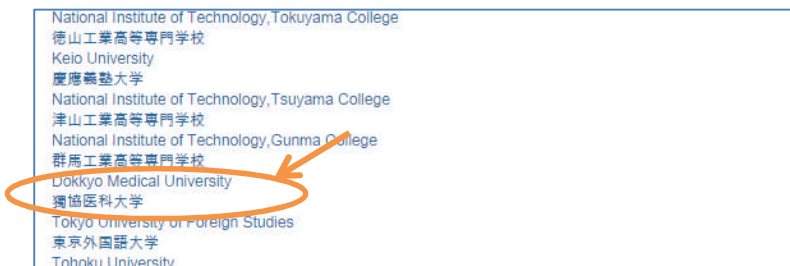 National Institute of Technology,Tokuyama College
徳山工業高等専門学校
Keio University
慶應義塾大学
National Institute of Technology,Tsuyama College
津山工業高等専門学校
National Institute of Technology,Gunma College
群馬工業高等専門学校
Dokkyo Medical University
獨協医科大学
Tokyo University of Foreign Studies
東京外国語大学
Tohoku University